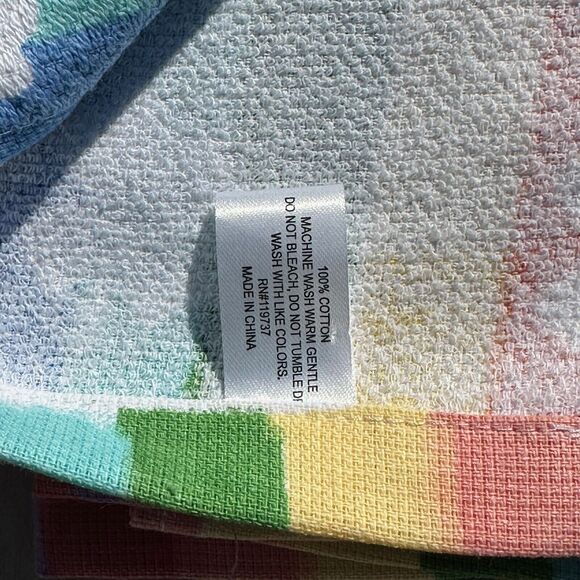 100% COTTON
MACHINE WASH WARM GENTLE
DO NOT BLEACH, DO NOT TUMBLE
WASH WITH LIKE COLORS.
RN#119737
MADE IN CHINA